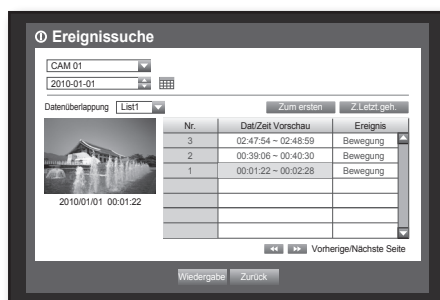 Ereignissuche
CAM 01
2010-01-01
Datenüberlappung List1 Zum ersten Z.Letzt.geh.
Nr. Dat/Zeit Vorschau Ereignis
3 02:47:54 ~ 02:48:59 Bewegung
2 00:39:06 ~ 00:40:30 Bewegung
1 00:01:22 ~ 00:02:28 Bewegung
2010/01/01 00:01:22
Vorherige/Nächste Seite
Wiedergabe Zurück